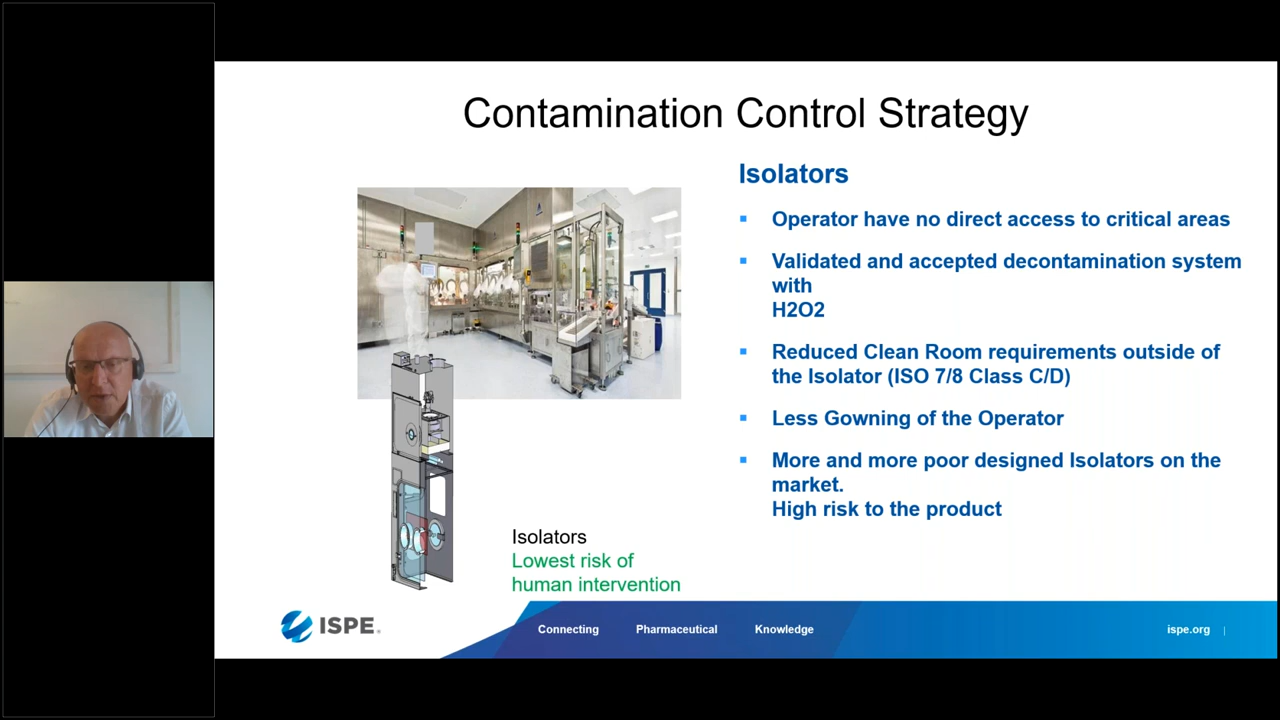 Contamination Control Strategy
Isolators
Operator have no direct access to critical areas
Validated and accepted decontamination system
with
H2O2
Reduced Clean Room requirements outside of
the Isolator (ISO 7/8 Class C/D)
Less Gowning of the Operator
More and more poor designed Isolators on the
market.
High risk to the product
Isolators
Lowest risk of
human intervention
ISPE®
Connecting Pharmaceutical Knowledge
ispe.org |